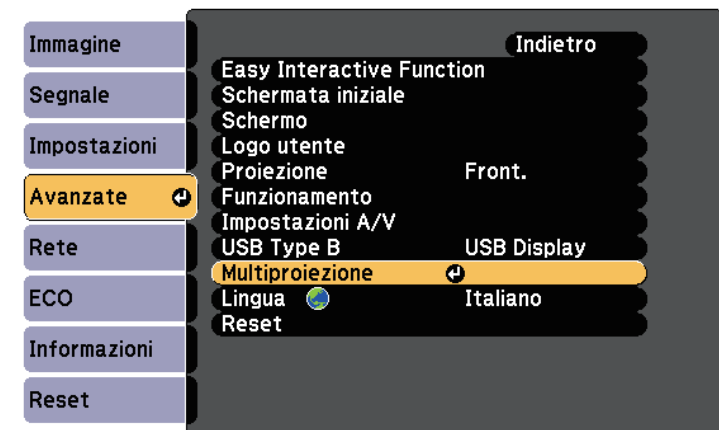 Immagine
Segnale
Impostazioni
Avanzate
Rete
ECO
Informazioni
Reset
Indietro
Easy Interactive Function
Schermata iniziale
Schermo
Logo utente
Proiezione Front.
Funzionamento
Impostazioni A/V
USB Type B USB Display
Multiproiezione
Lingua Italiano
Reset